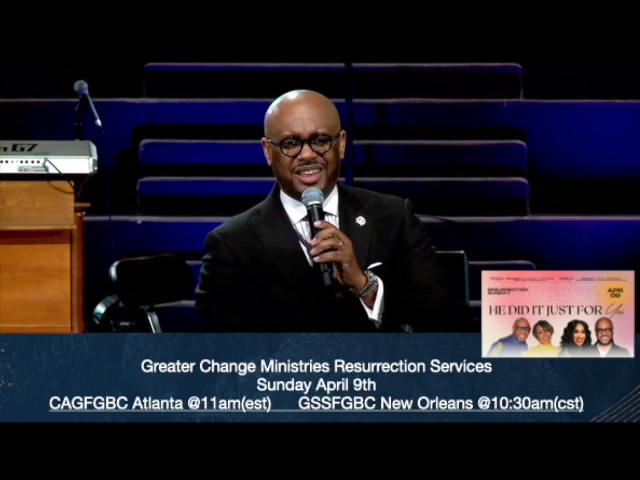 G7
RESURRECTION
SUNDAY
APRIL
09
HE DID IT JUST FOR You
Greater Change Ministries Resurrection Services
Sunday April 9th
CAGFGBC Atlanta @11am(est) GSSFGBC New Orleans @10:30am(cst)